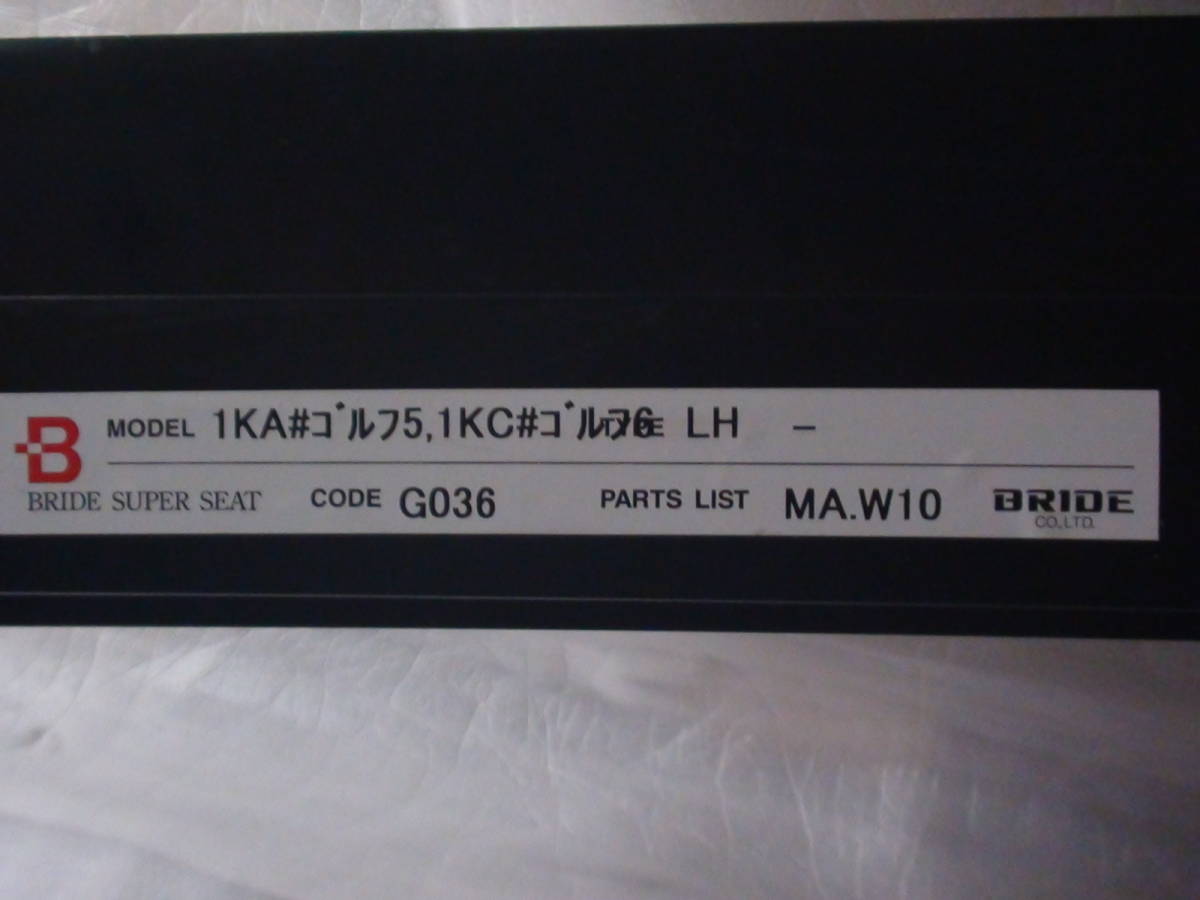 B MODEL 1KA#ｺﾞﾙﾌ5,1KC#ｺﾞﾙﾌ6 TYPE LH -
BRIDE SUPER SEAT CODE G036 PARTS LIST MA.W10 BRIDE
CO.,LTD.